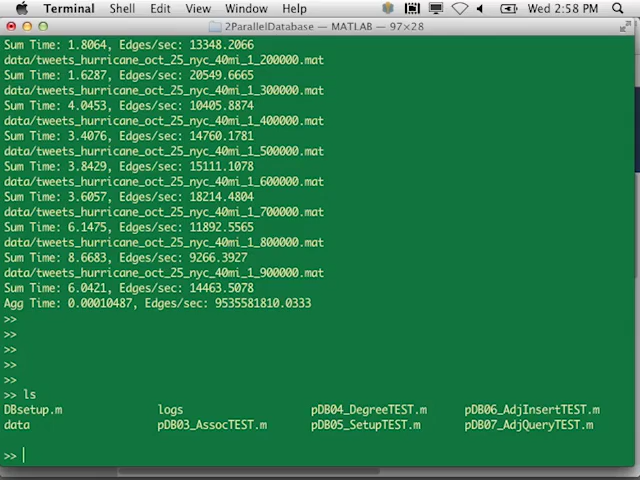 Terminal Shell Edit View Window Help Wed 2:58 PM
2ParallelDatabase — MATLAB — 97×28
Sum Time: 1.8064, Edges/sec: 13348.2066
data/tweets_hurricane_oct_25_nyc_40mi_1_200000.mat
Sum Time: 1.6287, Edges/sec: 20549.6665
data/tweets_hurricane_oct_25_nyc_40mi_1_300000.mat
Sum Time: 4.0453, Edges/sec: 10405.8874
data/tweets_hurricane_oct_25_nyc_40mi_1_400000.mat
Sum Time: 3.4076, Edges/sec: 14760.1781
data/tweets_hurricane_oct_25_nyc_40mi_1_500000.mat
Sum Time: 3.8429, Edges/sec: 15111.1078
data/tweets_hurricane_oct_25_nyc_40mi_1_600000.mat
Sum Time: 3.6057, Edges/sec: 18214.4804
data/tweets_hurricane_oct_25_nyc_40mi_1_700000.mat
Sum Time: 6.1475, Edges/sec: 11892.5565
data/tweets_hurricane_oct_25_nyc_40mi_1_800000.mat
Sum Time: 8.6683, Edges/sec: 9266.3927
data/tweets_hurricane_oct_25_nyc_40mi_1_900000.mat
Sum Time: 6.0421, Edges/sec: 14463.5078
Agg Time: 0.00010487, Edges/sec: 9535581810.0333
>>
>>
>>
>>
>>
>> ls
DBsetup.m logs pDB04_DegreeTEST.m pDB06_AdjInsertTEST.m
data pDB03_AssocTEST.m pDB05_SetupTEST.m pDB07_AdjQueryTEST.m
>>